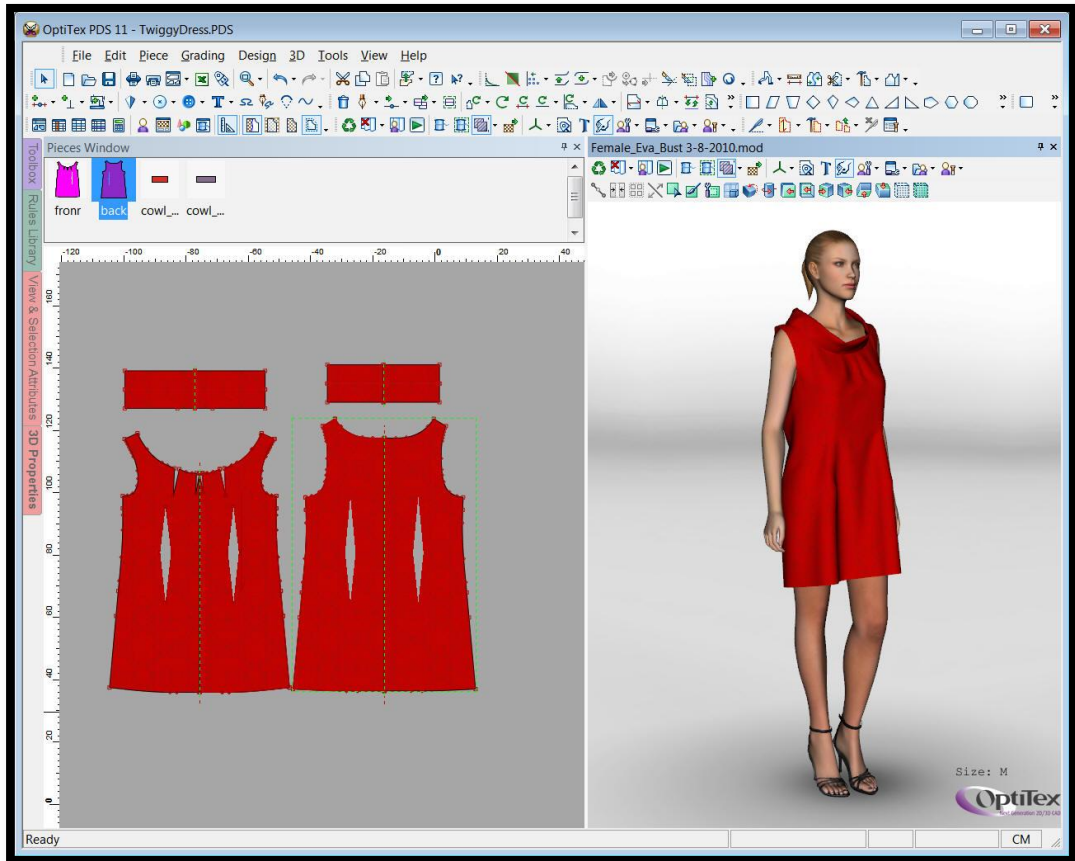 OptiTex PDS 11 - TwiggyDress.PDS
File Edit Piece Grading Design 3D Tools View Help
Pieces Window
Female_Eva_Bust 3-8-2010.mod
Toolbox
Rules Library
View & Selection Attributes
3D Properties
fronr back cowl_... cowl_...
-120 -100 -80 -60 -40 -20 0 20 40
160
140
120
100
80
60
40
20
0
Size: M
OptiTex
Ready
CM